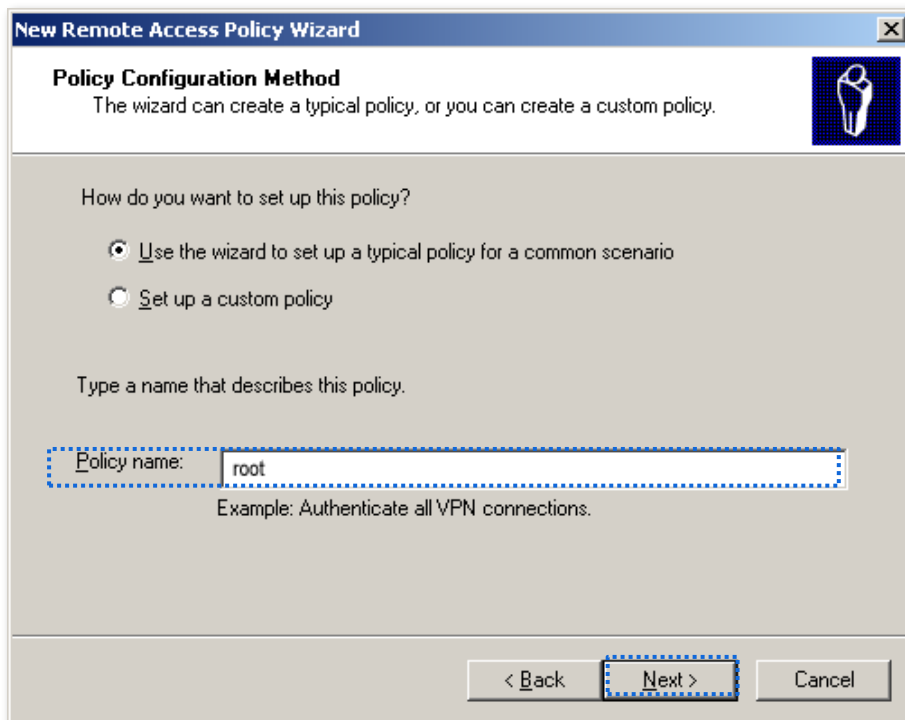 New Remote Access Policy Wizard
Policy Configuration Method
The wizard can create a typical policy, or you can create a custom policy.
How do you want to set up this policy?
Use the wizard to set up a typical policy for a common scenario
Set up a custom policy
Type a name that describes this policy.
Policy name: root
Example: Authenticate all VPN connections.
< Back Next > Cancel